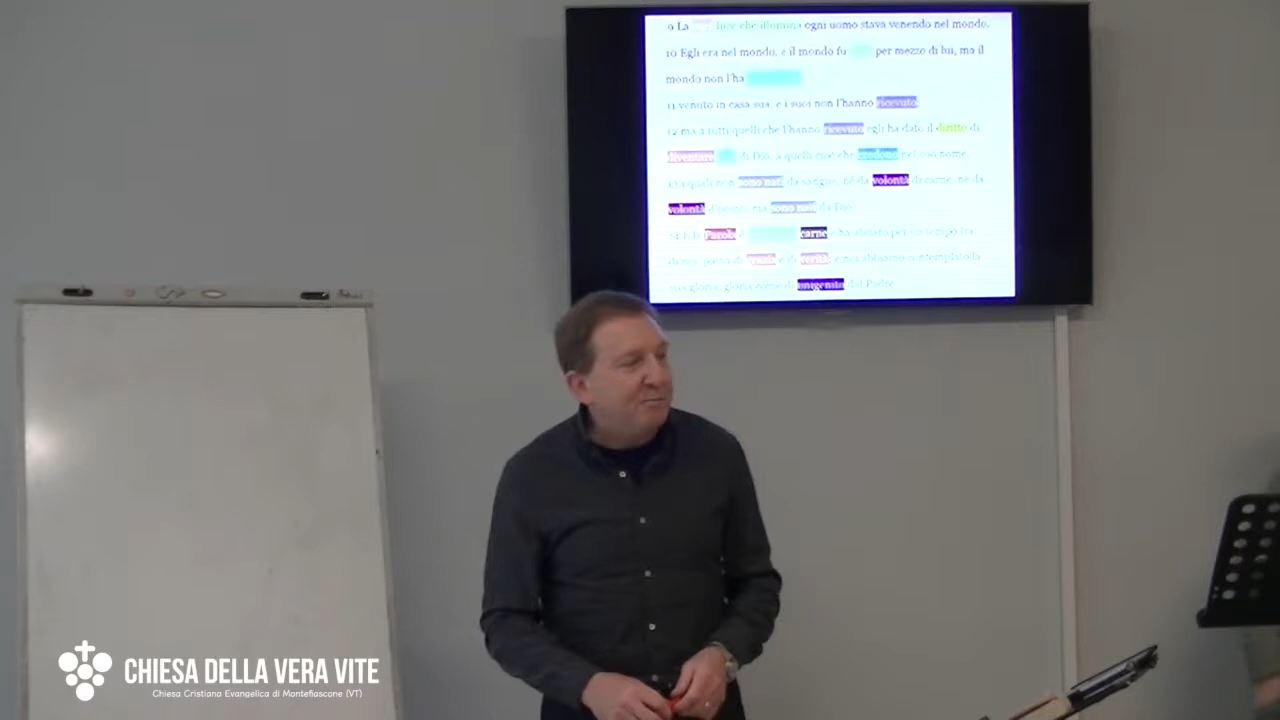 9 La luce che illumina ogni uomo stava venendo nel mondo.
10 Egli era nel mondo, e il mondo fu per mezzo di lui, ma il
mondo non l'ha
11 venuto in casa sua, e i suoi non l'hanno ricevuto
12 ma a tutti quelli che l'hanno ricevuto egli ha dato il diritto di
diventare di Dio, a quelli cioè che credono nel suo nome;
13 i quali non sono nati da sangue, né da volontà di carne, né da
volontà d'uomo, ma sono nati da Dio.
14 E la Parola è carne e ha abitato per un tempo fra
di noi, piena di grazia e di verità; e noi abbiamo contemplato la
sua gloria, gloria come di unigenito dal Padre.
CHIESA DELLA VERA VITE
Chiesa Cristiana Evangelica di Montefiascone (VT)